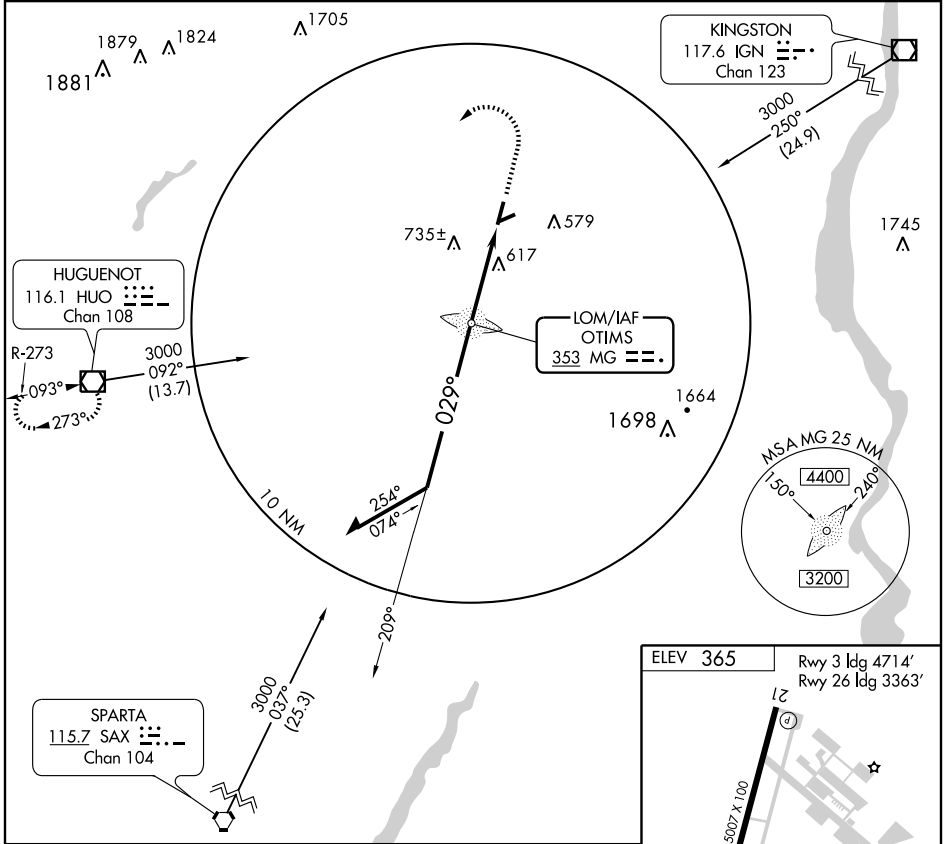 1705
1879
1824
1881
KINGSTON
117.6 IGN
Chan 123
3000
250°
(24.9)
735±
579
617
1745
HUGUENOT
116.1 HUO
Chan 108
R-273
093°
273°
3000
092°
(13.7)
LOM/IAF
OTIMS
353 MG
029°
1664
1698
MSA MG 25 NM
150°
4400
240°
3200
254°
074°
10 NM
209°
3000
037°
(25.3)
SPARTA
115.7 SAX
Chan 104
ELEV 365
Rwy 3 ldg 4714'
Rwy 26 ldg 3363'
21
P
5007 X 100